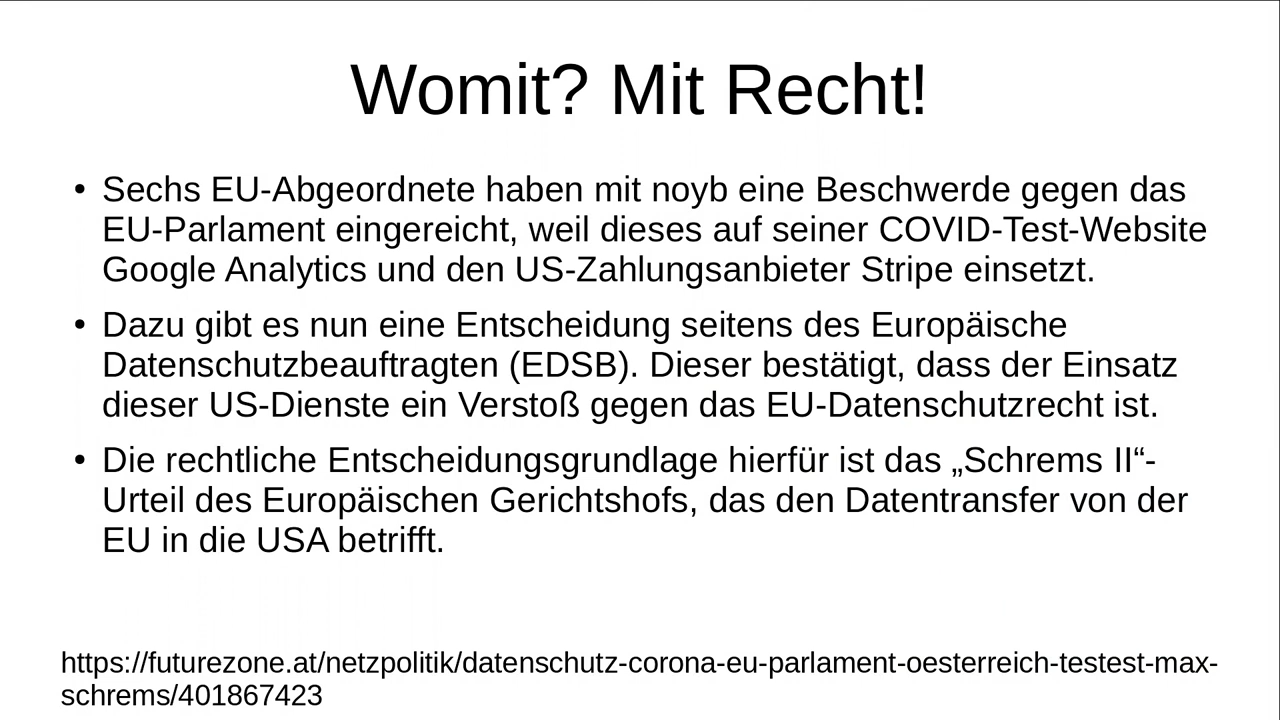 Womit? Mit Recht!
• Sechs EU-Abgeordnete haben mit noyb eine Beschwerde gegen das
EU-Parlament eingereicht, weil dieses auf seiner COVID-Test-Website
Google Analytics und den US-Zahlungsanbieter Stripe einsetzt.
• Dazu gibt es nun eine Entscheidung seitens des Europäische
Datenschutzbeauftragten (EDSB). Dieser bestätigt, dass der Einsatz
dieser US-Dienste ein Verstoß gegen das EU-Datenschutzrecht ist.
• Die rechtliche Entscheidungsgrundlage hierfür ist das „Schrems II“-
Urteil des Europäischen Gerichtshofs, das den Datentransfer von der
EU in die USA betrifft.
https://futurezone.at/netzpolitik/datenschutz-corona-eu-parlament-oesterreich-testest-max-
schrems/401867423